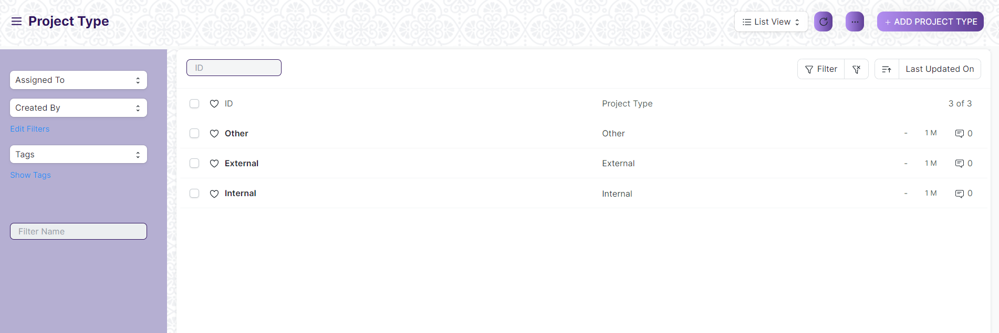 Project Type
List View
...
+ ADD PROJECT TYPE
Assigned To
Created By
Edit Filters
Tags
Show Tags
Filter Name
ID
Filter
Last Updated On
ID Project Type 3 of 3
Other Other - 1 M 0
External External - 1 M 0
Internal Internal - 1 M 0